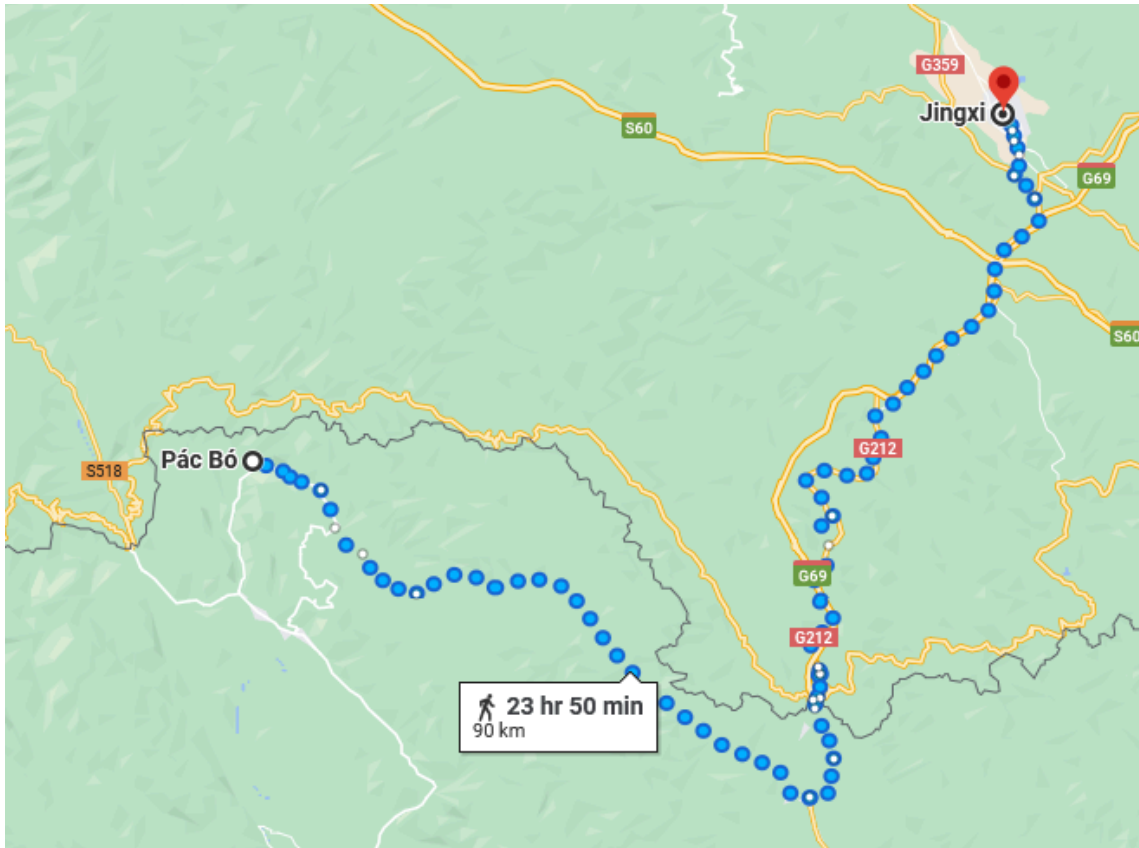 G359
Jingxi
S60
G69
S60
G212
Pác Bó
S518
G69
G212
23 hr 50 min
90 km